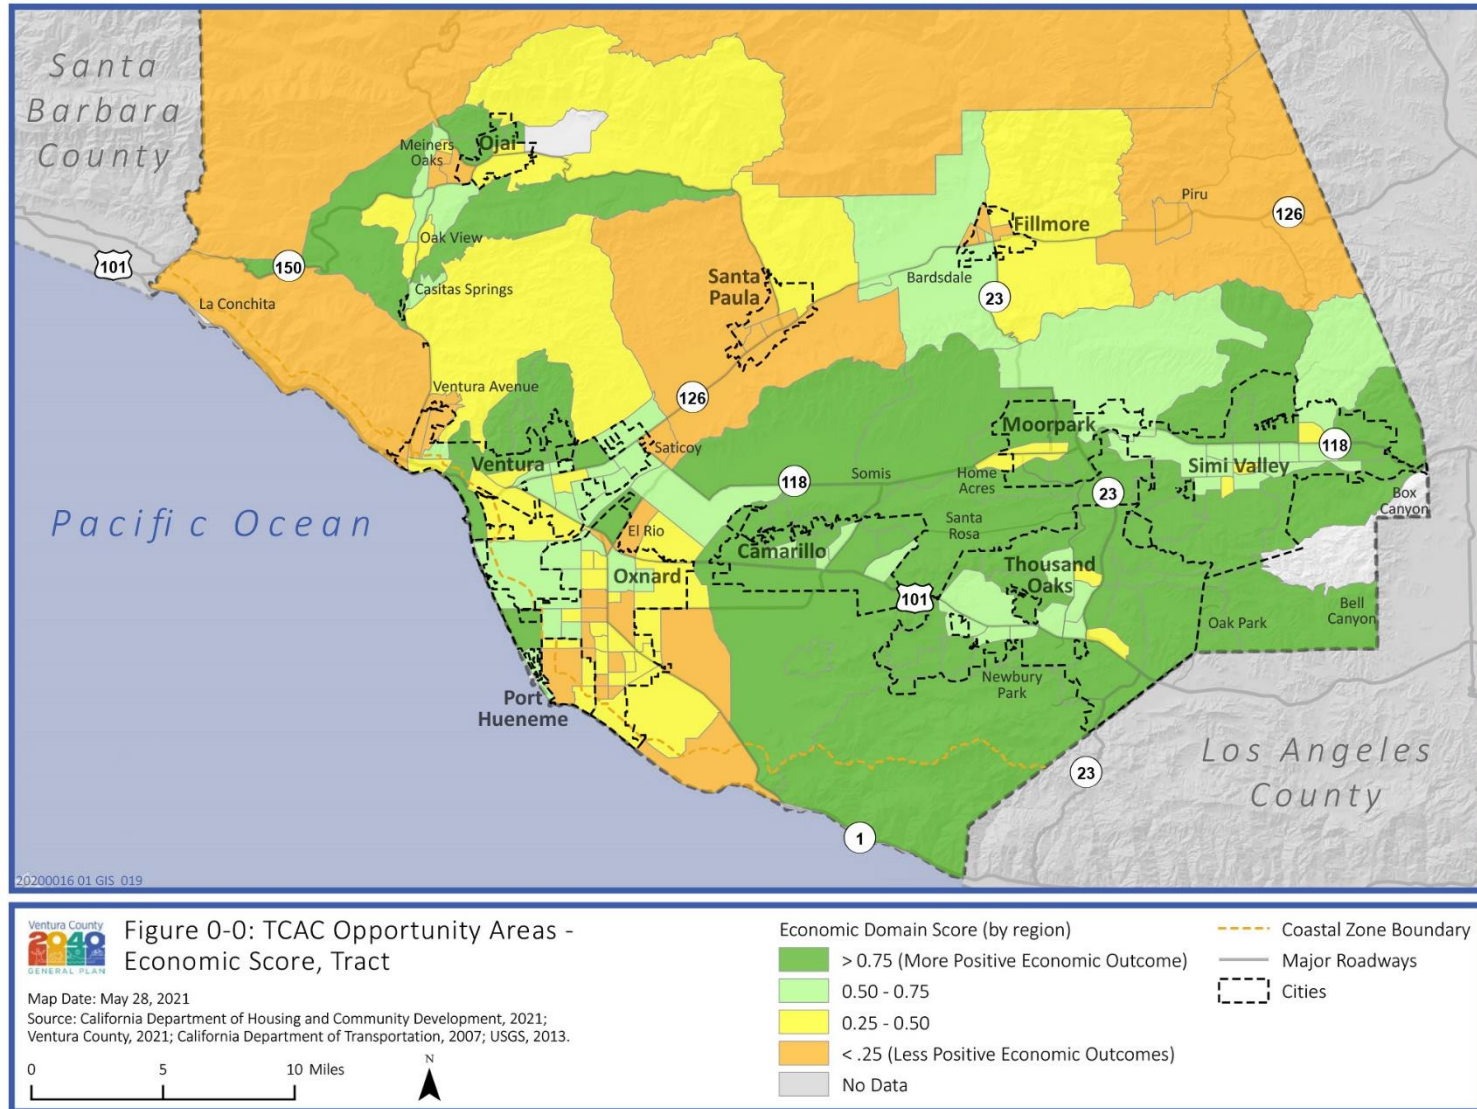 Santa
Barbara
County
Meiners
Oaks
Ojai
Piru
126
Fillmore
Oak View
101
150
Santa
Paula
Bardsdale
Casitas Springs
23
La Conchita
Ventura Avenue
126
Moorpark
Saticoy
118
Ventura
Simi Valley
Somis
Home
Acres
118
23
Box
Canyon
Pacific Ocean
El Rio
Santa
Rosa
Camarillo
Oxnard
Thousand
Oaks
101
Bell
Canyon
Oak Park
Newbury
Park
Port
Hueneme
Los Angeles
County
23
1
20200016 01 GIS 019
Ventura County
2040
GENERAL PLAN
Figure 0-0: TCAC Opportunity Areas -
Economic Score, Tract
Map Date: May 28, 2021
Source: California Department of Housing and Community Development, 2021;
Ventura County, 2021; California Department of Transportation, 2007; USGS, 2013.
0 5 10 Miles
N
Economic Domain Score (by region)
> 0.75 (More Positive Economic Outcome)
0.50 - 0.75
0.25 - 0.50
< .25 (Less Positive Economic Outcomes)
No Data
Coastal Zone Boundary
Major Roadways
Cities